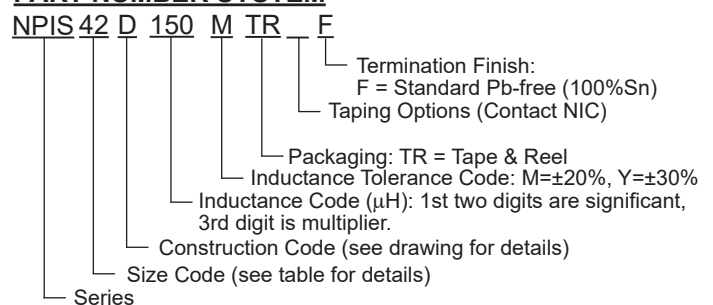 PART NUMBER SYSTEM
NPIS 42 D 150 M TR _ F
Termination Finish:
F = Standard Pb-free (100%Sn)
Taping Options (Contact NIC)
Packaging: TR = Tape & Reel
Inductance Tolerance Code: M=±20%, Y=±30%
Inductance Code (μH): 1st two digits are significant,
3rd digit is multiplier.
Construction Code (see drawing for details)
Size Code (see table for details)
Series